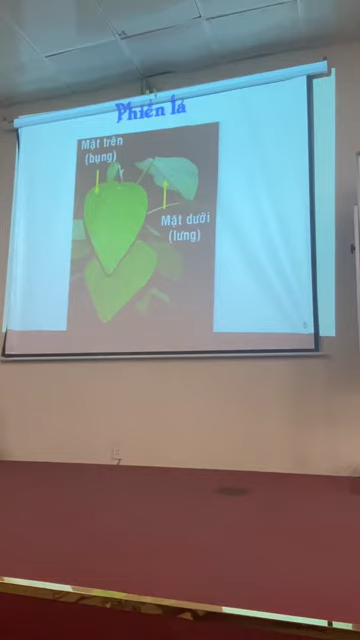 Phiến lá
Mặt trên
(bụng)
Mặt dưới
(lưng)